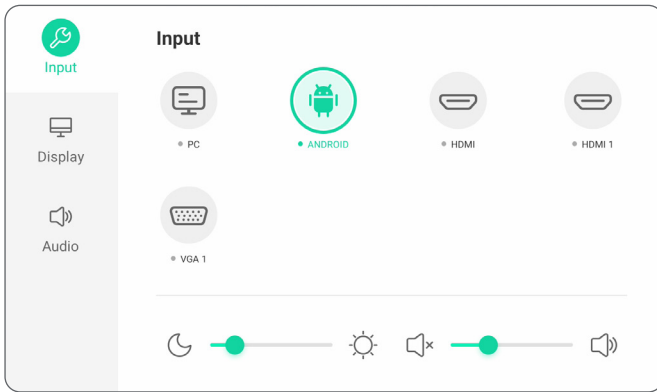 Input
Input
Display
Audio
PC
ANDROID
HDMI
HDMI 1
VGA 1